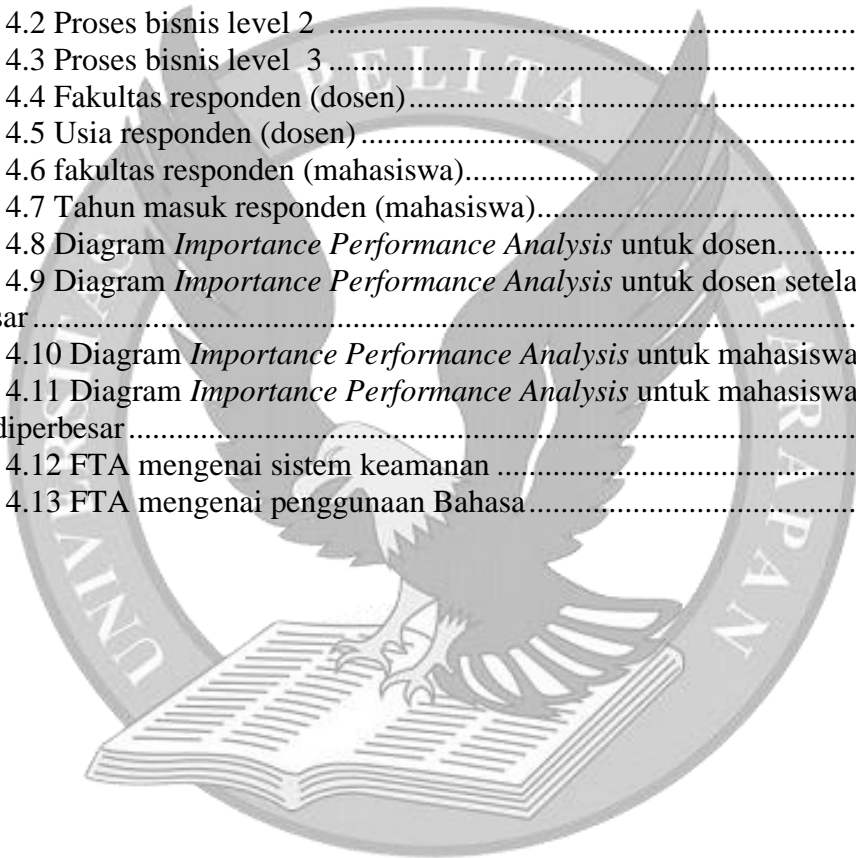 4.2 Proses bisnis level 2 ................................................................................
4.3 Proses bisnis level 3 ................................................................................
4.4 Fakultas responden (dosen) ....................................................................
4.5 Usia responden (dosen) ...........................................................................
4.6 fakultas responden (mahasiswa)...........................................................
4.7 Tahun masuk responden (mahasiswa)................................................
4.8 Diagram Importance Performance Analysis untuk dosen............
4.9 Diagram Importance Performance Analysis untuk dosen setela
sar ......................................................................................................................
4.10 Diagram Importance Performance Analysis untuk mahasiswa
4.11 Diagram Importance Performance Analysis untuk mahasiswa
diperbesar ........................................................................................................
4.12 FTA mengenai sistem keamanan ......................................................
4.13 FTA mengenai penggunaan Bahasa.................................................
UNIVERSITAS PELITA HARAPAN